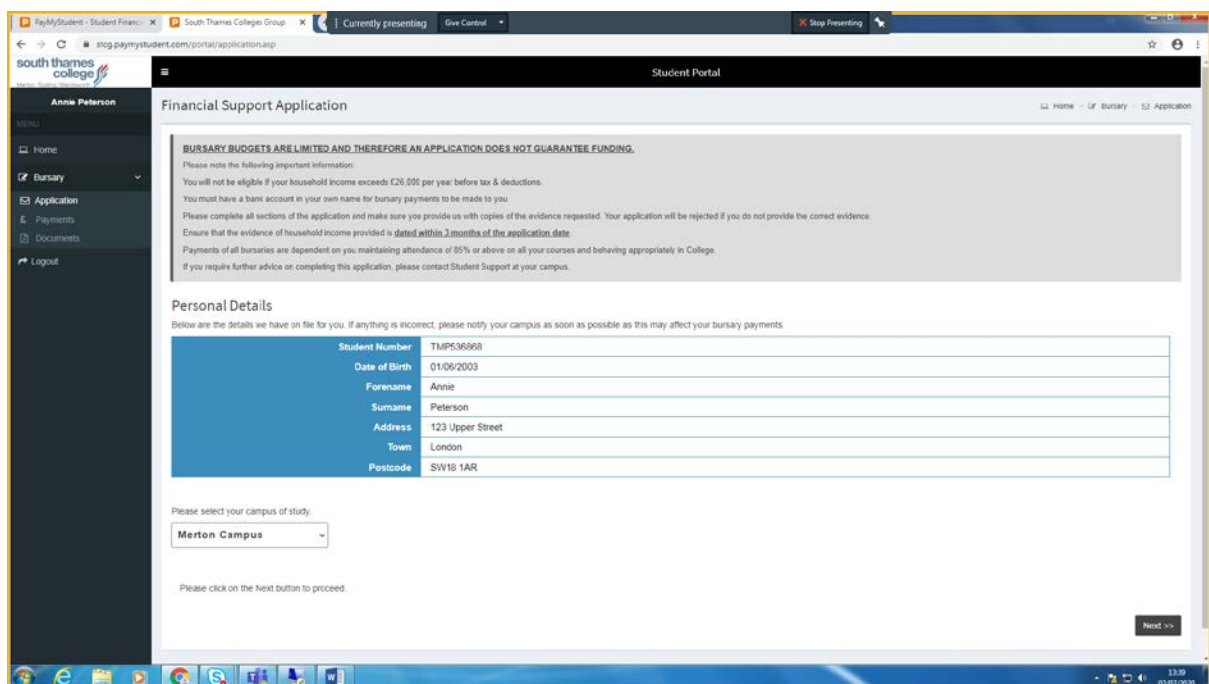 PayMyStudent - Student Financi
South Thames Colleges Group
Currently presenting
Give Control
Stop Presenting
stcg.paymystudent.com/portal/application.asp
south thames
college
Student Portal
Annie Peterson
Financial Support Application
Home
Bursary
Application
MENU
Home
Bursary
Application
£ Payments
Documents
Logout
BURSARY BUDGETS ARE LIMITED AND THEREFORE AN APPLICATION DOES NOT GUARANTEE FUNDING.
Please note the following important information:
You will not be eligible if your household income exceeds £26,000 per year before tax & deductions.
You must have a bank account in your own name for bursary payments to be made to you
Please complete all sections of the application and make sure you provide us with copies of the evidence requested. Your application will be rejected if you do not provide the correct evidence.
Ensure that the evidence of household income provided is dated within 3 months of the application date.
Payments of all bursaries are dependent on you maintaining attendance of 85% or above on all your courses and behaving appropriately in College.
If you require further advice on completing this application, please contact Student Support at your campus.
Personal Details
Below are the details we have on file for you. If anything is incorrect, please notify your campus as soon as possible as this may affect your bursary payments.
Student Number TMP536868
Date of Birth 01/06/2003
Forename Annie
Surname Peterson
Address 123 Upper Street
Town London
Postcode SW18 1AR
Please select your campus of study.
Merton Campus
Please click on the Next button to proceed.
Next >>
13:39
02/07/2020